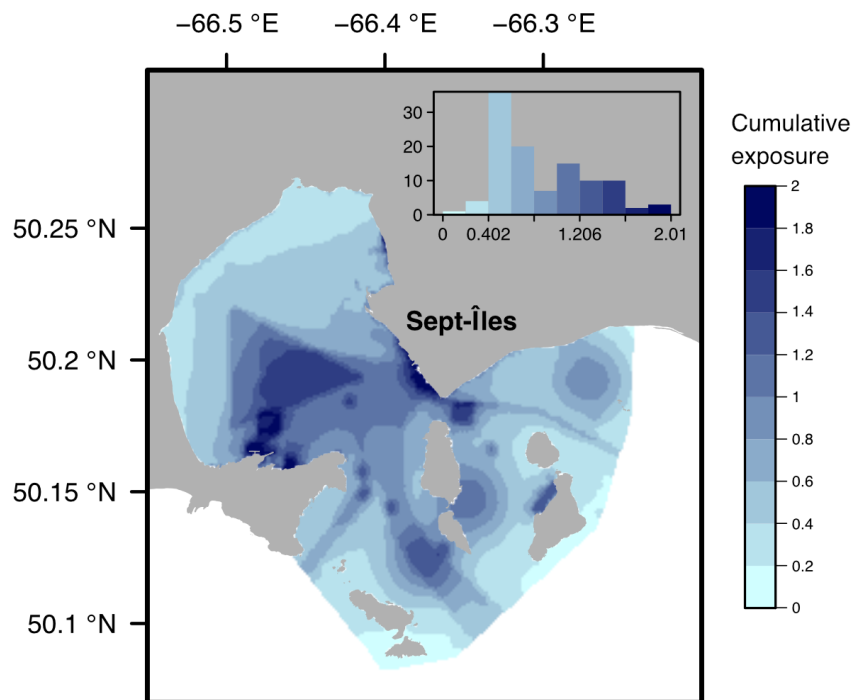 −66.5 °E −66.4 °E −66.3 °E
50.25 °N
50.2 °N
50.15 °N
50.1 °N
30
20
10
0
0 0.402 1.206 2.01
Sept-Îles
Cumulative
exposure
2
1.8
1.6
1.4
1.2
1
0.8
0.6
0.4
0.2
0